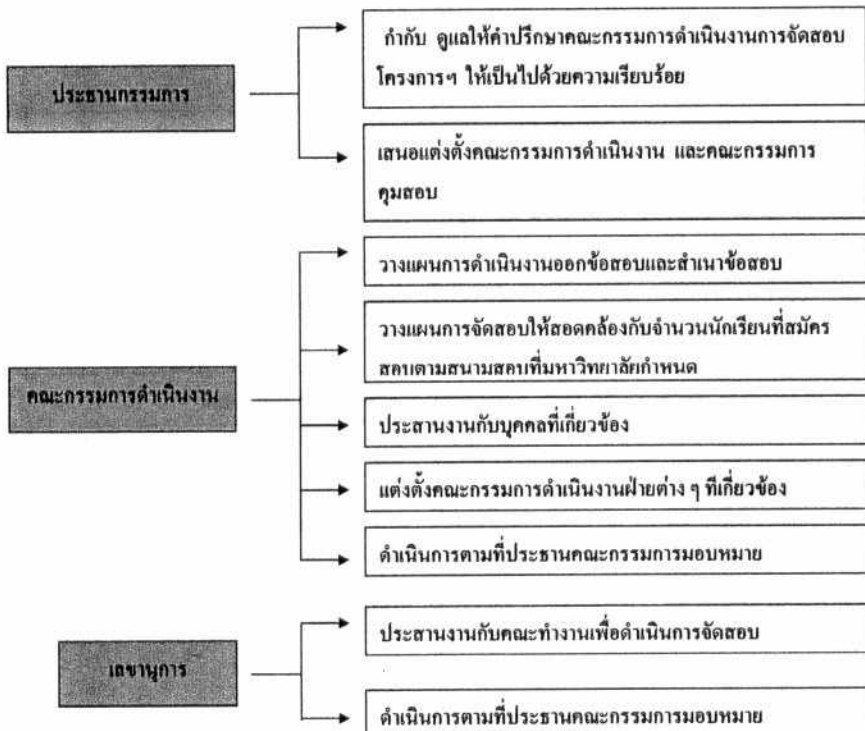 ประธานกรรมการ
กำกับ ดูแลให้คำปรึกษาคณะกรรมการดำเนินงานการจัดสอบ
โครงการฯ ให้เป็นไปด้วยความเรียบร้อย
เสนอแต่งตั้งคณะกรรมการดำเนินงาน และคณะกรรมการ
คุมสอบ
คณะกรรมการดำเนินงาน
วางแผนการดำเนินงานออกข้อสอบและสำเนาข้อสอบ
วางแผนการจัดสอบให้สอดคล้องกับจำนวนนักเรียนที่สมัคร
สอบตามสนามสอบที่มหาวิทยาลัยกำหนด
ประสานงานกับบุคคลที่เกี่ยวข้อง
แต่งตั้งคณะกรรมการดำเนินงานฝ่ายต่าง ๆ ที่เกี่ยวข้อง
ดำเนินการตามที่ประธานคณะกรรมการมอบหมาย
เลขานุการ
ประสานงานกับคณะทำงานเพื่อดำเนินการจัดสอบ
ดำเนินการตามที่ประธานคณะกรรมการมอบหมาย